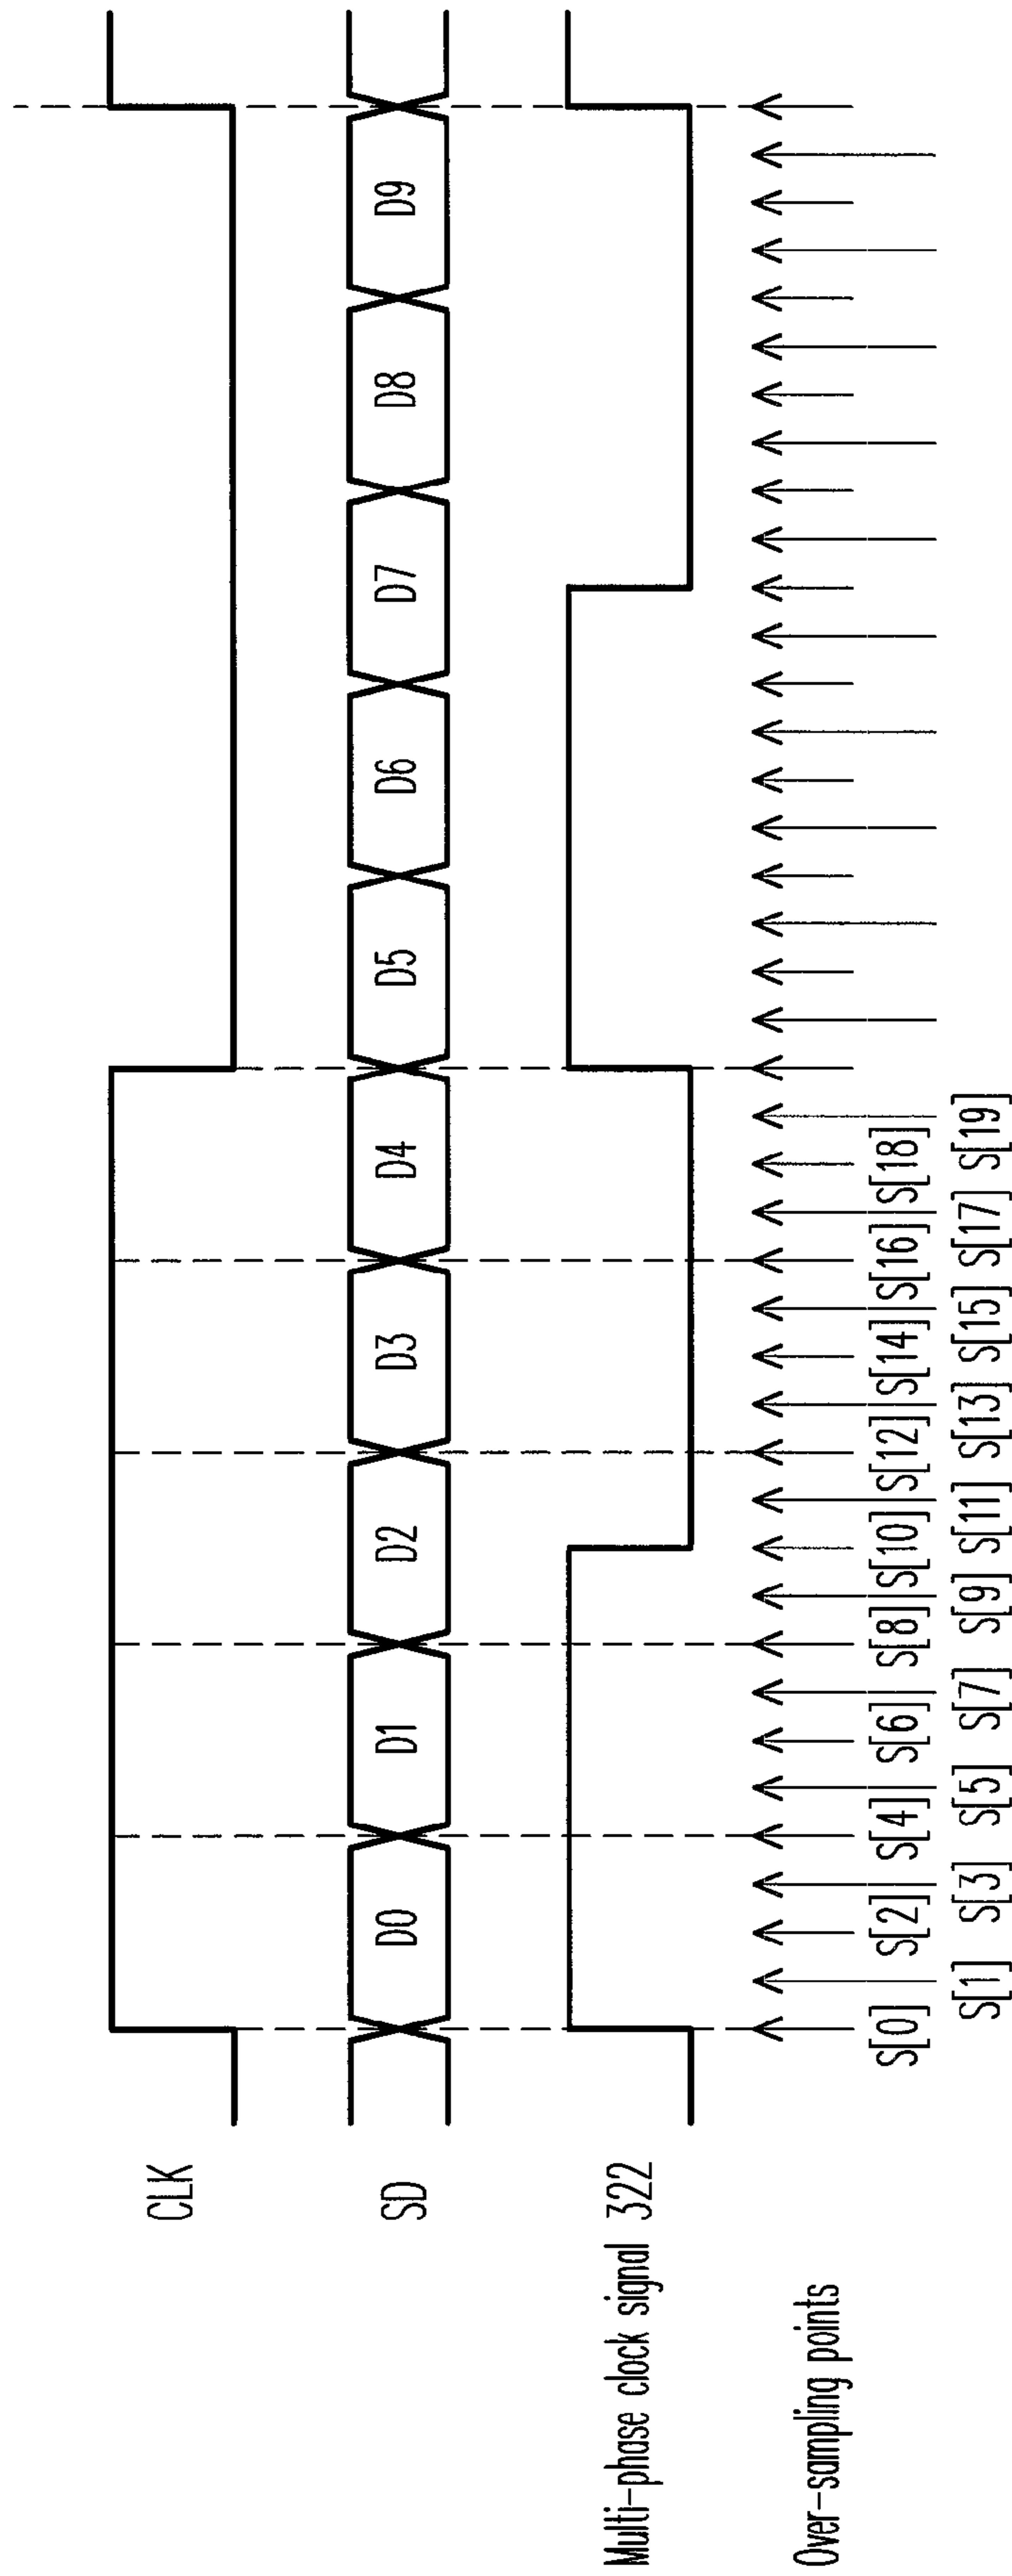 CLK
SD
D0 D1 D2 D3 D4 D5 D6 D7 D8 D9
Multi-phase clock signal 322
Over-sampling points
S[0] S[2] S[4] S[6] S[8] S[10] S[12] S[14] S[16] S[18]
S[1] S[3] S[5] S[7] S[9] S[11] S[13] S[15] S[17] S[19]